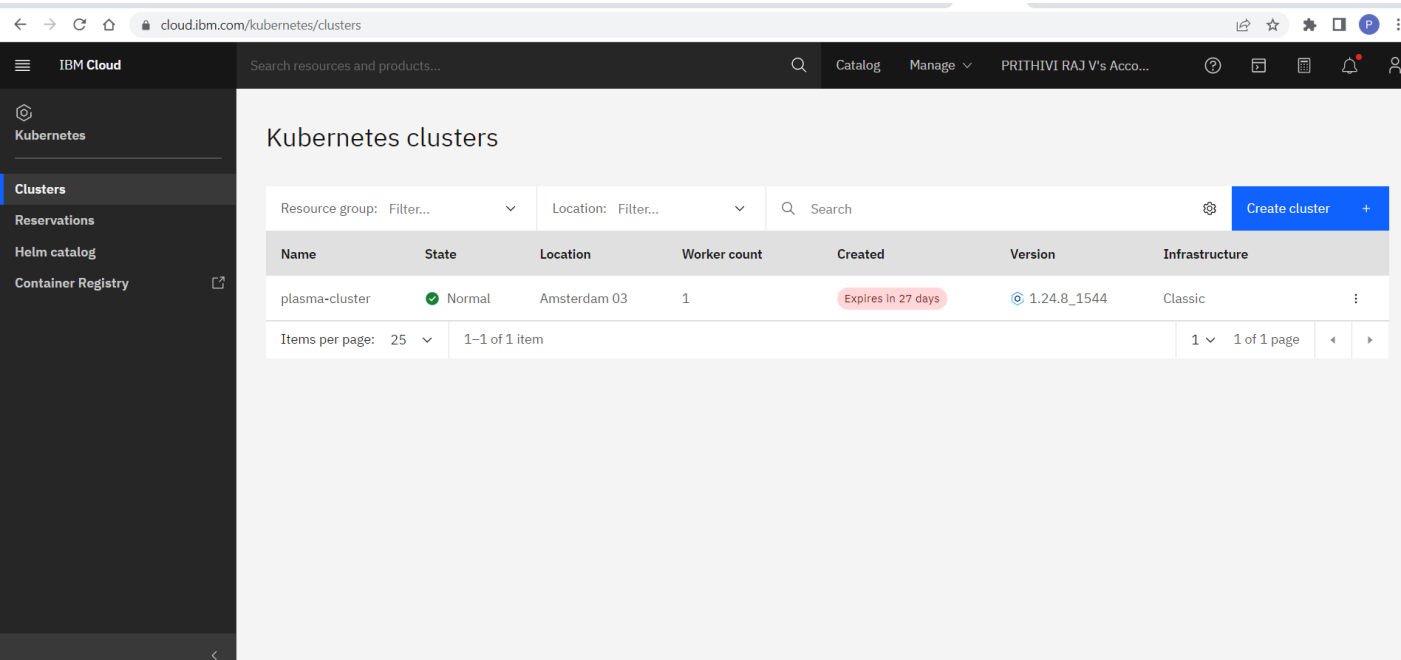 cloud.ibm.com/kubernetes/clusters
P
IBM Cloud
Search resources and products...
Catalog
Manage
PRITHIVI RAJ V's Acco...
Kubernetes
Clusters
Reservations
Helm catalog
Container Registry
Kubernetes clusters
Resource group: Filter...
Location: Filter...
Search
Create cluster +
Name State Location Worker count Created Version Infrastructure
plasma-cluster Normal Amsterdam 03 1 Expires in 27 days 1.24.8_1544 Classic
Items per page: 25 1–1 of 1 item 1 1 of 1 page